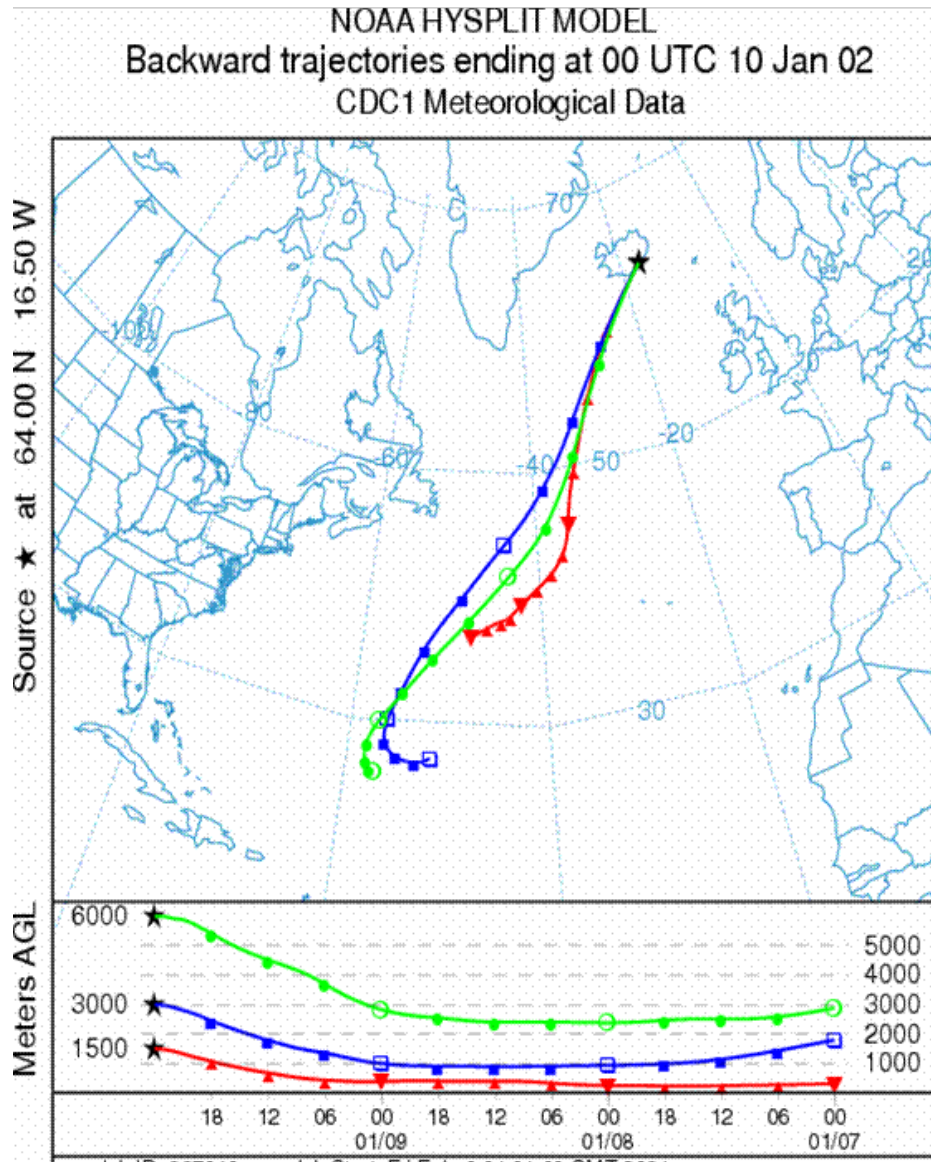 NOAA HYSPLIT MODEL
Backward trajectories ending at 00 UTC 10 Jan 02
CDC1 Meteorological Data
Source ★ at 64.00 N 16.50 W
70
20
-100
0
-80
-20
-60
-40
50
30
Meters AGL
6000
5000
4000
3000
3000
2000
1500
1000
18 12 06 00 18 12 06 00 18 12 06 00
01/09 01/08 01/07